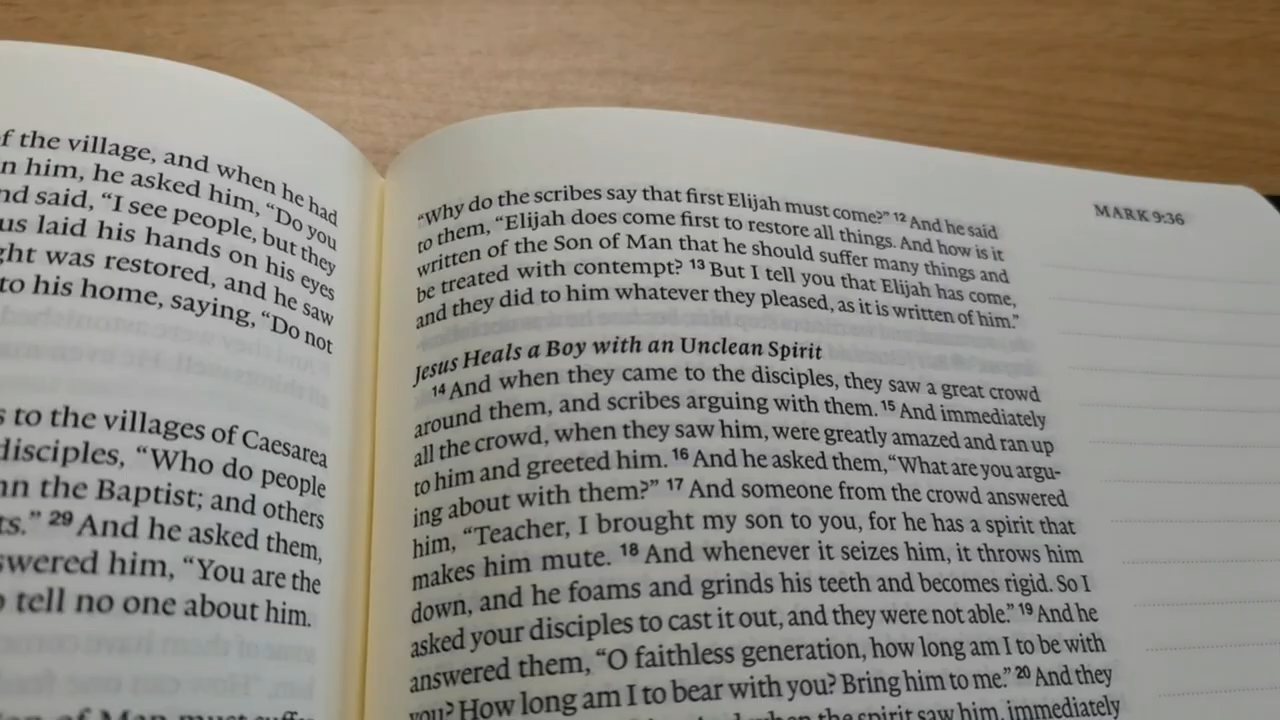 f the village, and when he had
n him, he asked him, “Do you
nd said, “I see people, but they
us laid his hands on his eyes
ght was restored, and he saw
to his home, saying, “Do not
s to the villages of Caesarea
disciples, “Who do people
hn the Baptist; and others
ts.” 29 And he asked them,
swered him, “You are the
o tell no one about him.
MARK 9:36
“Why do the scribes say that first Elijah must come?” 12 And he said
to them, “Elijah does come first to restore all things. And how is it
written of the Son of Man that he should suffer many things and
be treated with contempt? 13 But I tell you that Elijah has come,
and they did to him whatever they pleased, as it is written of him.”
Jesus Heals a Boy with an Unclean Spirit
14 And when they came to the disciples, they saw a great crowd
around them, and scribes arguing with them. 15 And immediately
all the crowd, when they saw him, were greatly amazed and ran up
to him and greeted him. 16 And he asked them, “What are you argu-
ing about with them?” 17 And someone from the crowd answered
him, “Teacher, I brought my son to you, for he has a spirit that
makes him mute. 18 And whenever it seizes him, it throws him
down, and he foams and grinds his teeth and becomes rigid. So I
asked your disciples to cast it out, and they were not able.” 19 And he
answered them, “O faithless generation, how long am I to be with
you? How long am I to bear with you? Bring him to me.” 20 And they
when the spirit saw him, immediately